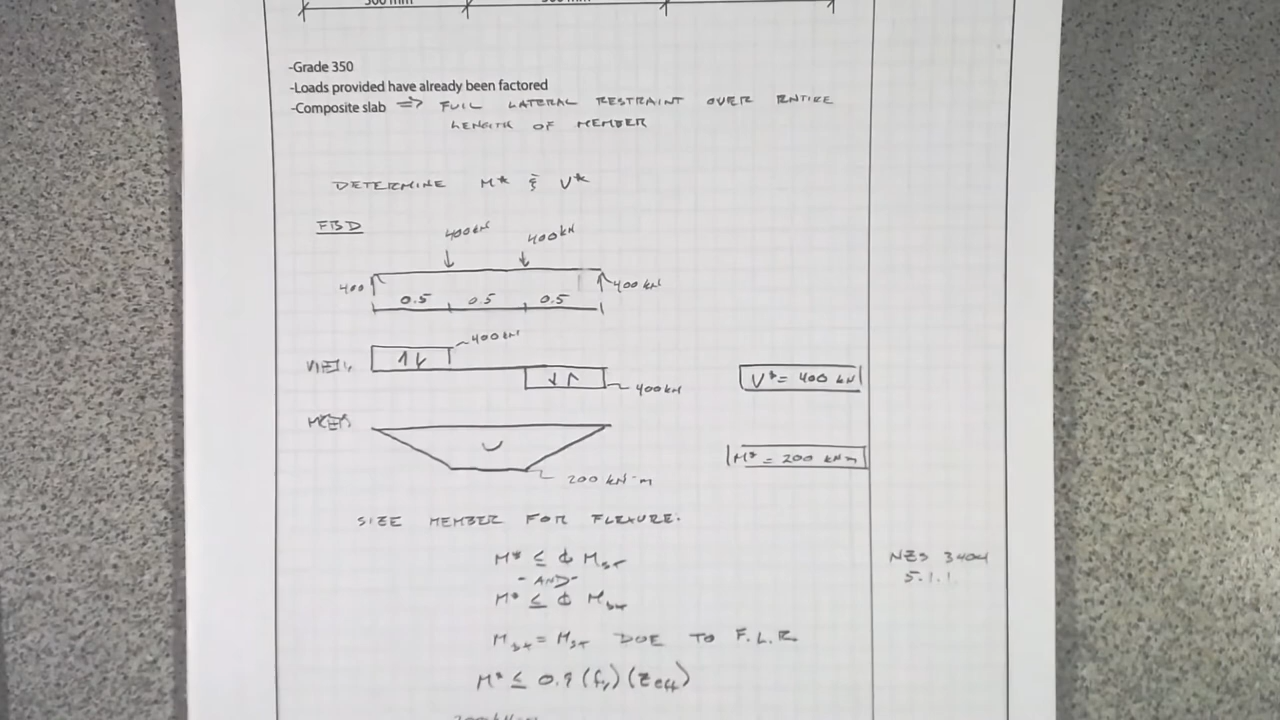 500 mm
-Grade 350
-Loads provided have already been factored
-Composite slab ⇒ FULL LATERAL RESTRAINT OVER ENTIRE
LENGTH OF MEMBER
DETERMINE M* & V*
FBD
400kN 400kN
400 400 kN
0.5 0.5 0.5
400kN
400kN
V* = 400 kN
M* = 200 kNm
200 kN-m
SIZE MEMBER FOR FLEXURE.
M* ≤ ϕ Msx
NZS 3404
-AND-
5.1.1
M* ≤ ϕ Mbx
Mbx = Msx DUE TO F.L.R.
M* ≤ 0.9 (fy) (Zeff)